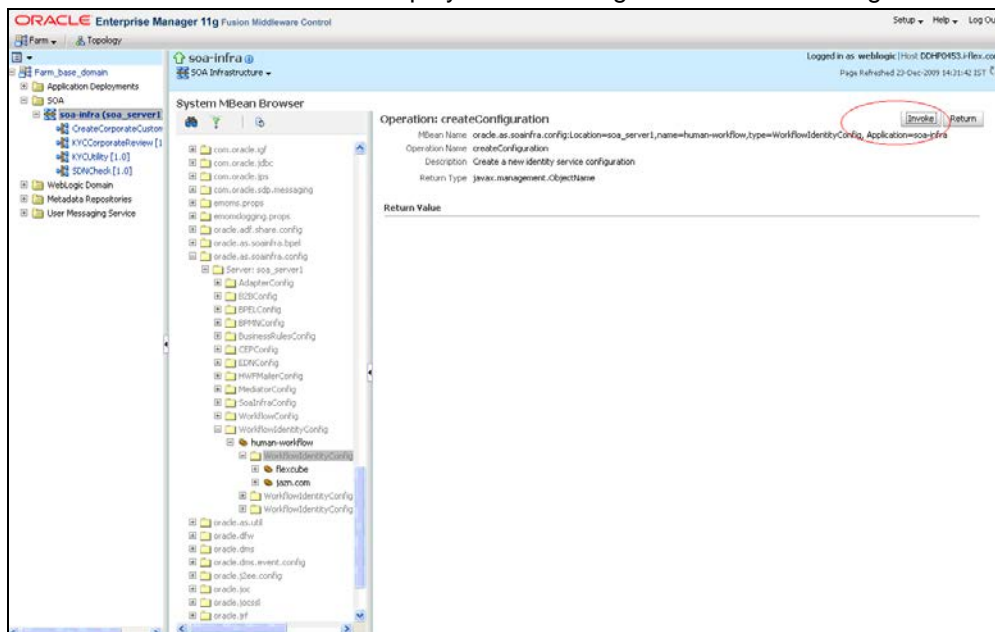 ORACLE Enterprise Manager 11g Fusion Middleware Control
Setup Help Log Ou
Farm Topology
soa-infra
Logged in as weblogic|Host DDHP0453.i-flex.co
SOA Infrastructure
Page Refreshed 23-Dec-2009 14:31:42 IST
Farm_base_domain
Application Deployments
SOA
soa-infra (soa_server1
CreateCorporateCustom
KYCCorporateReview [1
KYCUtility [1.0]
SDNCheck [1.0]
WebLogic Domain
Metadata Repositories
User Messaging Service
System MBean Browser
com.oracle.igf
com.oracle.jdbc
com.oracle.jps
com.oracle.sdp.messaging
emoms.props
emomslogging.props
oracle.adf.share.config
oracle.as.soainfra.bpel
oracle.as.soainfra.config
Server: soa_server1
AdapterConfig
B2BConfig
BPELConfig
BPMNConfig
BusinessRulesConfig
CEPConfig
EDNConfig
HWFMailerConfig
MediatorConfig
SoaInfraConfig
WorkflowConfig
WorkflowIdentityConfig
human-workflow
WorkflowIdentityConfig
flexcube
jazn.com
WorkflowIdentityConfig
WorkflowIdentityConfig
oracle.as.util
oracle.dfw
oracle.dms
oracle.dms.event.config
oracle.j2ee.config
oracle.joc
oracle.jocssl
oracle.jrf
Operation: createConfiguration
Invoke Return
MBean Name oracle.as.soainfra.config:Location=soa_server1,name=human-workflow,type=WorkflowIdentityConfig, Application=soa-infra
Operation Name createConfiguration
Description Create a new identity service configuration
Return Type javax.management.ObjectName
Return Value